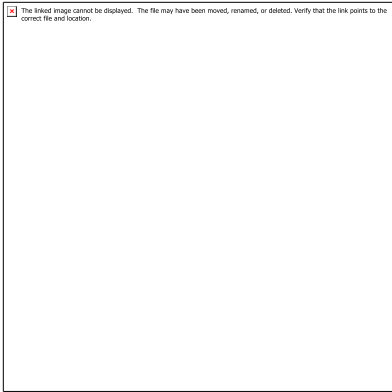 The linked image cannot be displayed.  The file may have been moved, renamed, or deleted. Verify that the link points to the
correct file and location.